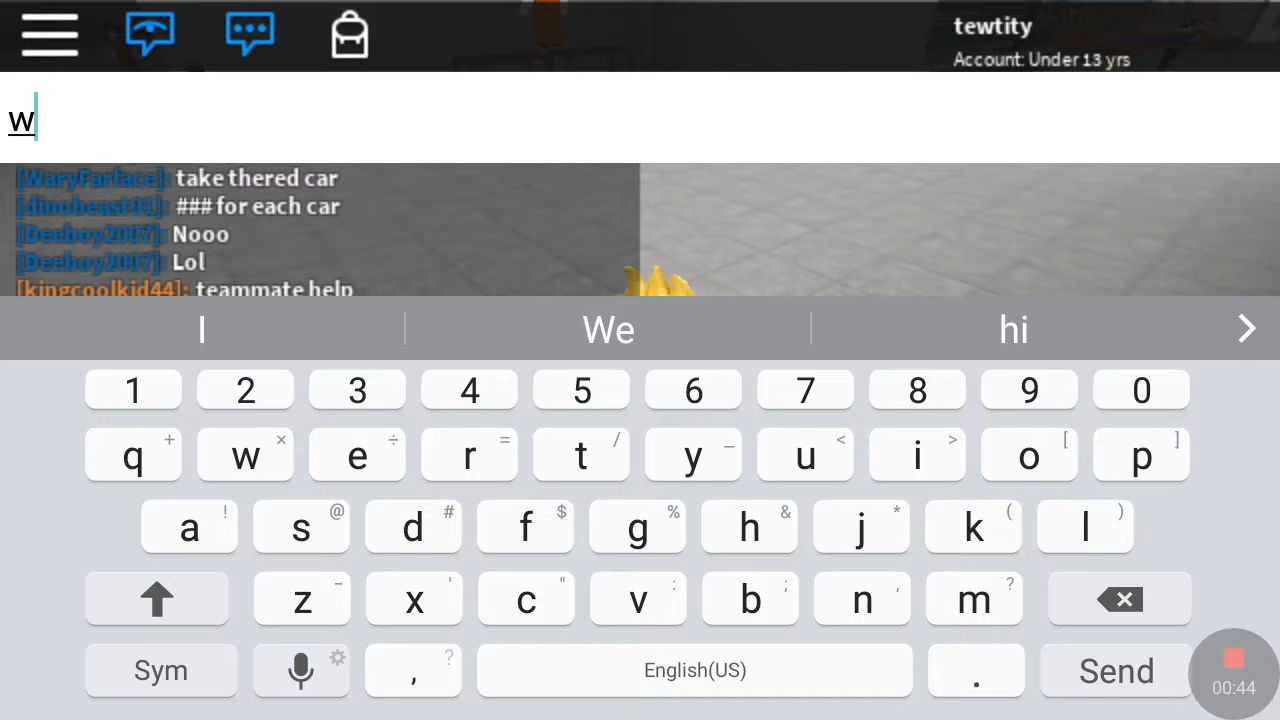 tewtity
Account: Under 13 yrs
w
[WaryFarface]: take thered car
[dinobeast01]: ### for each car
[Deeboy2007]: Nooo
[Deeboy2007]: Lol
[kingcoolkid44]: teammate help
I We hi
1 2 3 4 5 6 7 8 9 0
q + w × e ÷ r = t / y _ u < i > o [ p ]
a ! s @ d # f $ g % h & j * k ( l )
z - x ' c " v : b ; n , m ?
Sym , ? English(US) . Send
00:44